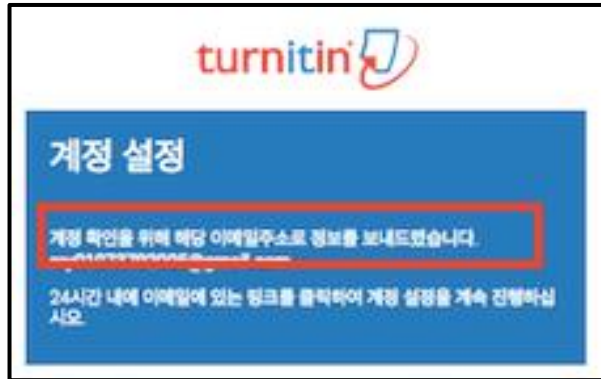 turnitin
계정 설정
계정 확인을 위해 해당 이메일주소로 정보를 보내드렸습니다.
24시간 내에 이메일에 있는 링크를 클릭하여 계정 설정을 계속 진행하십
시오.